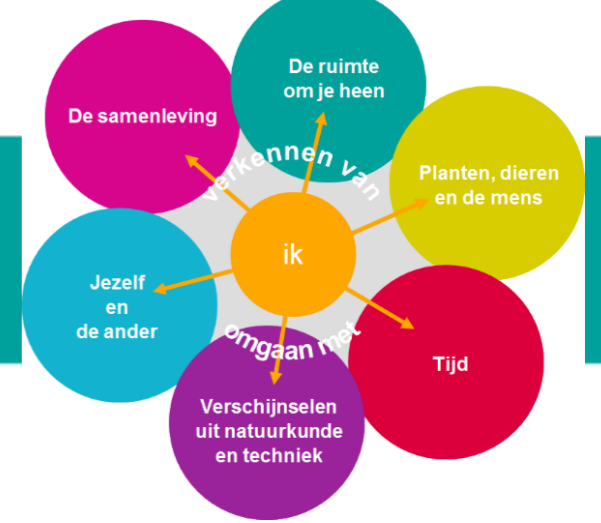 De ruimte
om je heen
De samenleving
verkennen van
Planten, dieren
en de mens
ik
Jezelf
en
de ander
omgaan met
Tijd
Verschijnselen
uit natuurkunde
en techniek